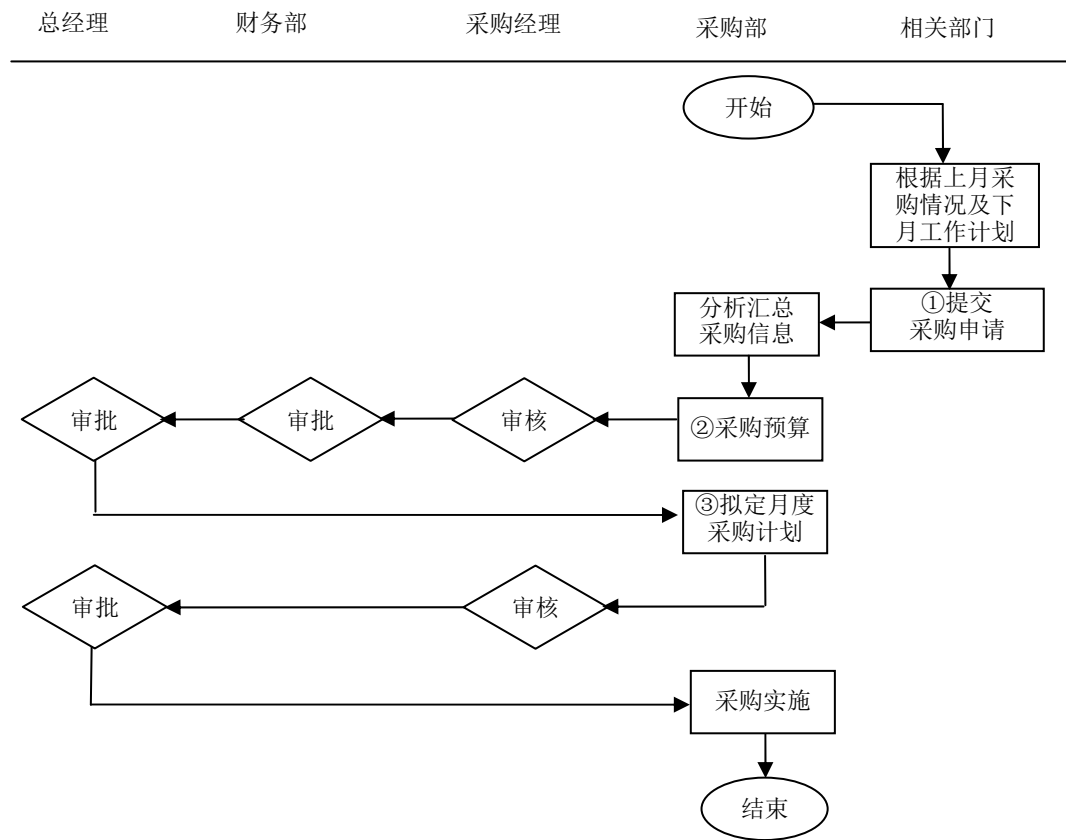 总经理 财务部 采购经理 采购部 相关部门
开始
根据上月采
购情况及下
月工作计划
①提交
采购申请
分析汇总
采购信息
审批 审批 审核 ②采购预算
③拟定月度
采购计划
审批 审核
采购实施
结束